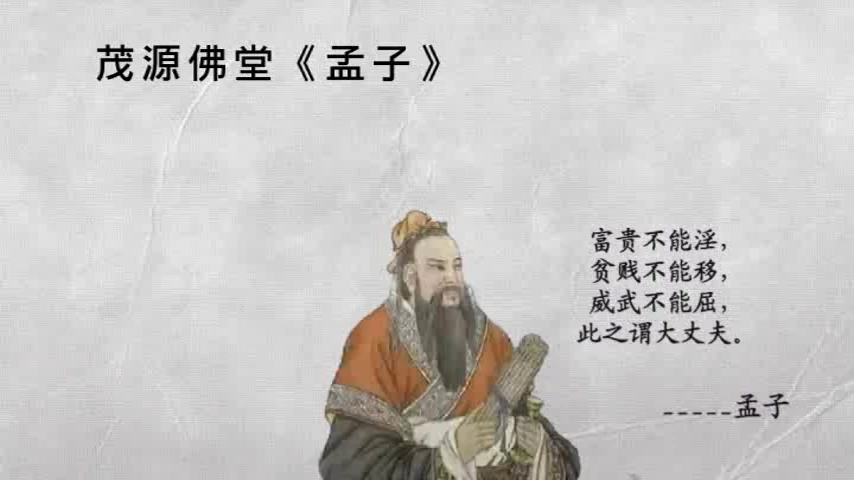 茂源佛堂《孟子》
富贵不能淫，
贫贱不能移，
威武不能屈，
此之谓大丈夫。
-----孟子